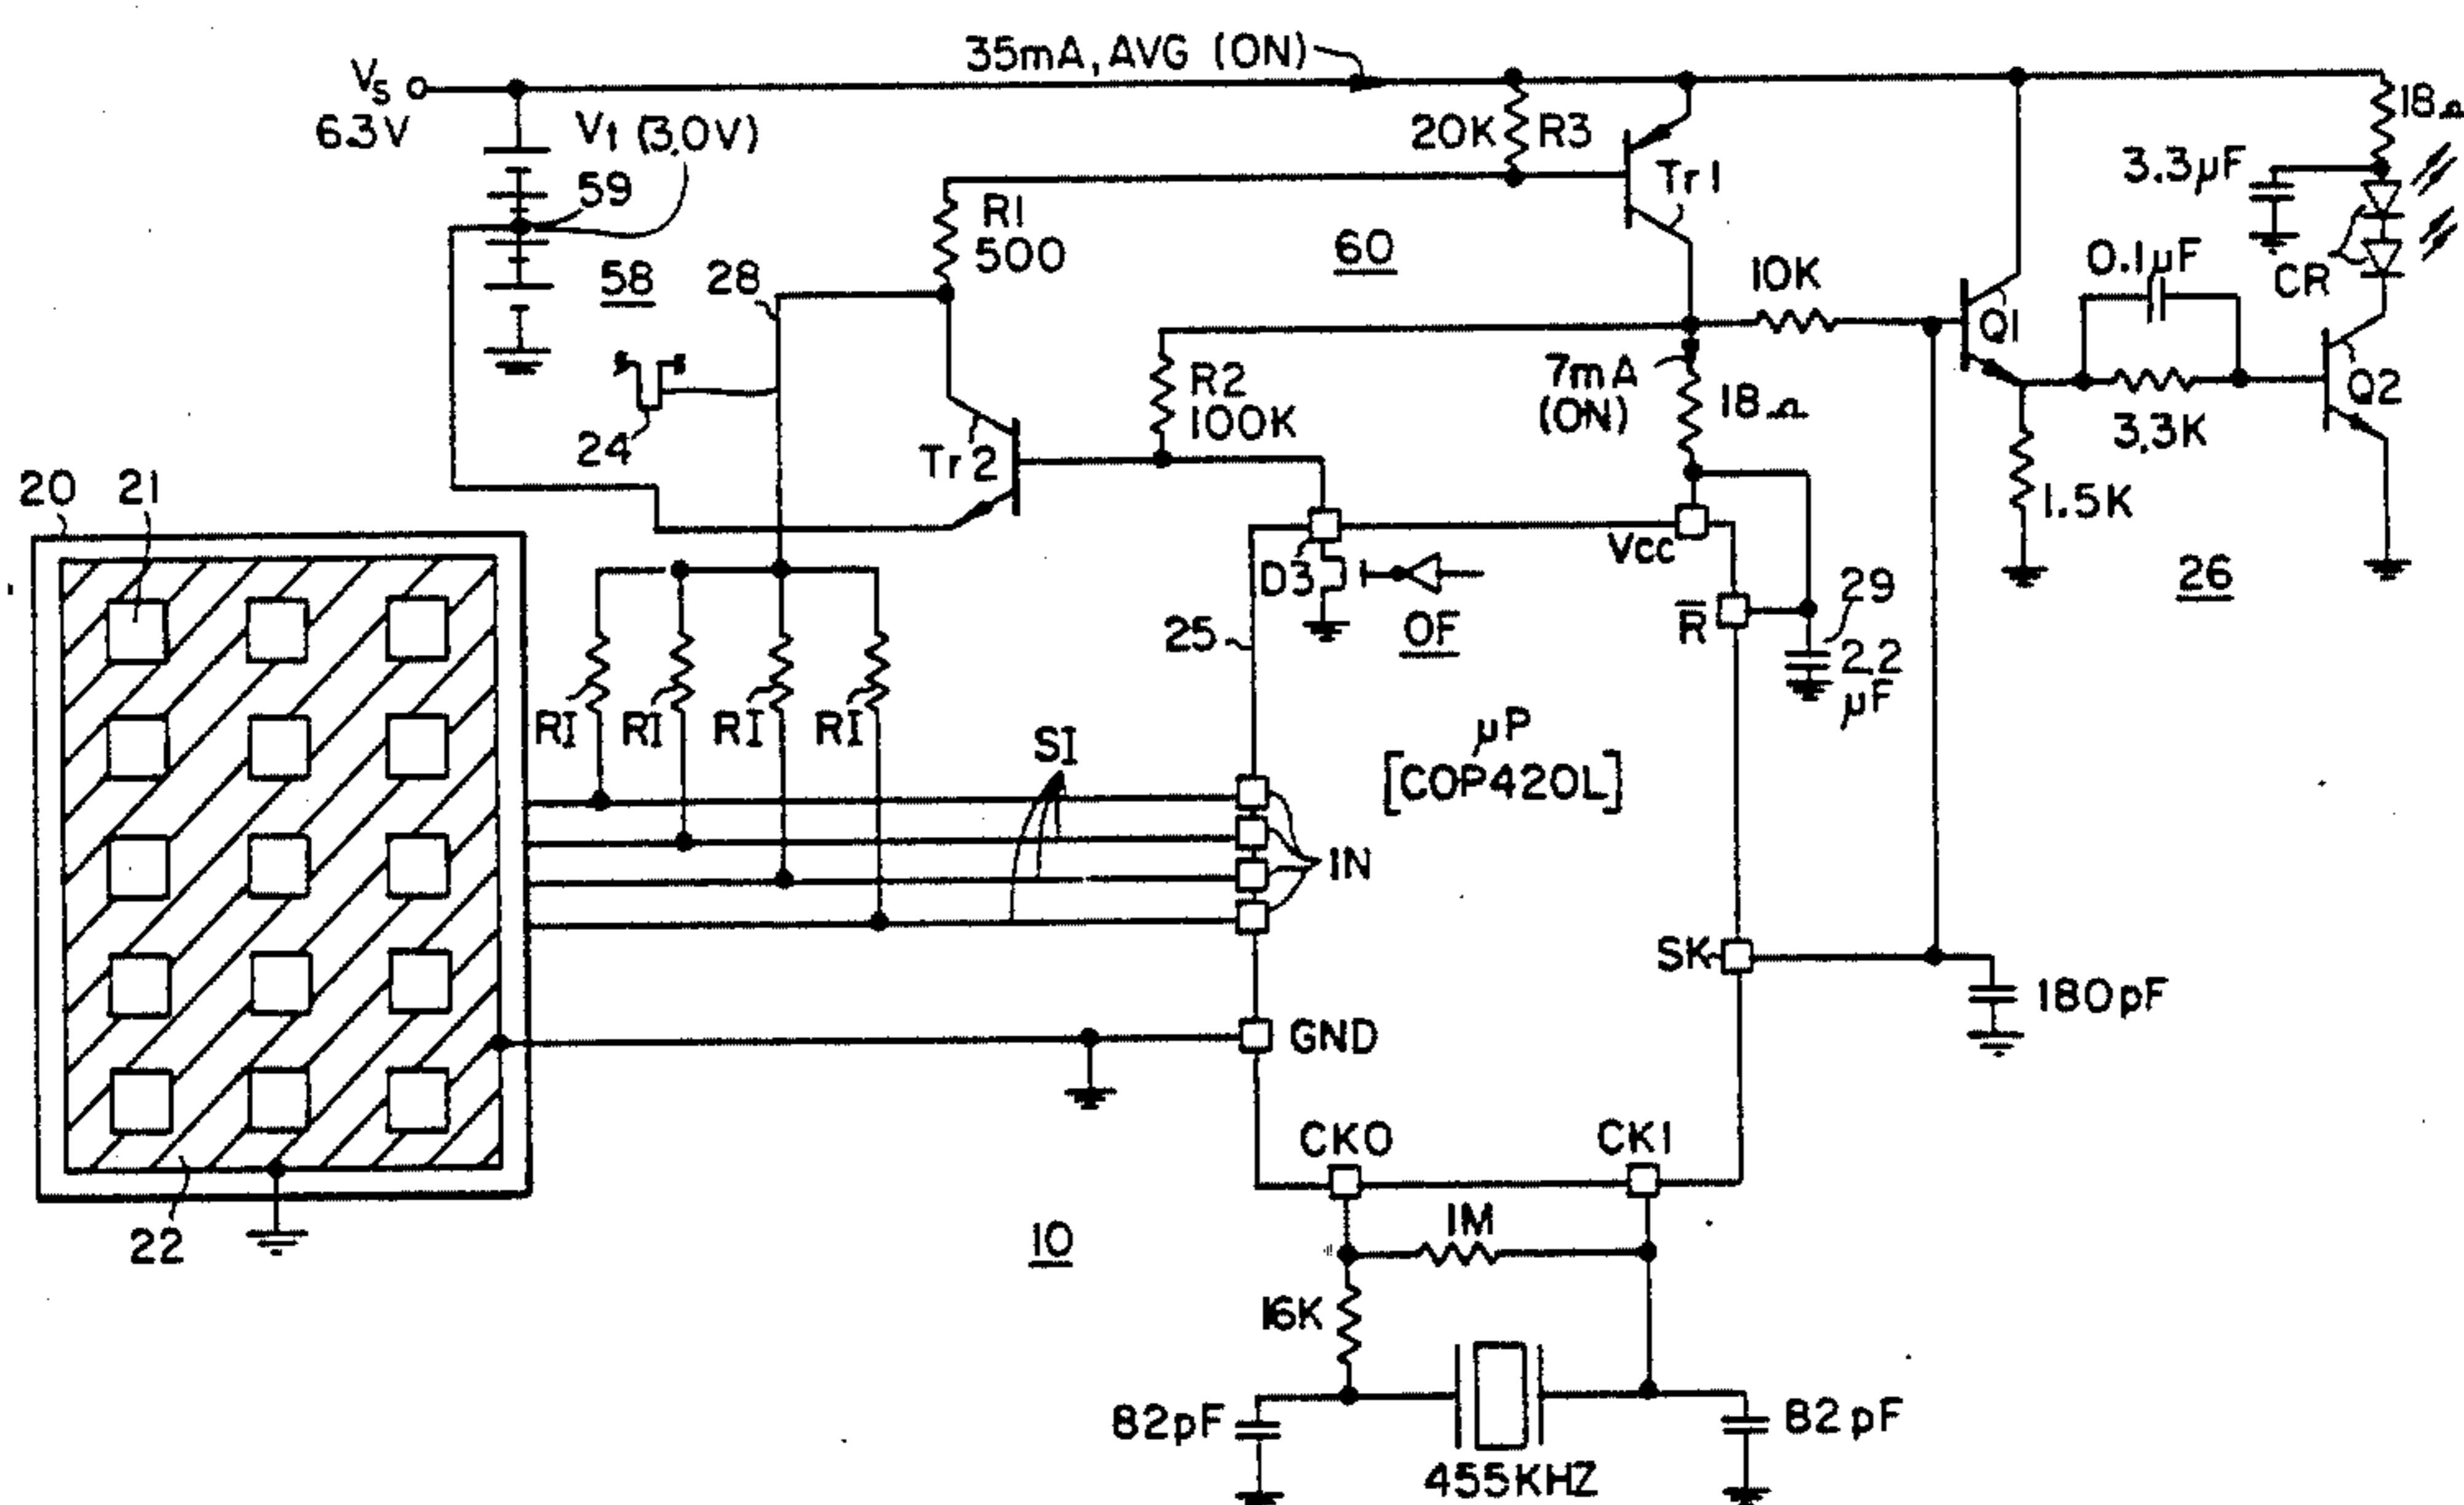 35mA, AVG (ON)
Vs
6.3V
Vt (3.0V)
59
58
20K R3
Tr1
18Ω
3.3µF
CR
0.1µF
R1
500
60
28
10K
Q1
Q2
24
R2
100K
7mA
(ON)
18Ω
3.3K
Tr2
1.5K
26
20 21
D3
Vcc
OF
R̅
29
2.2
µF
25
RI RI RI RI
SI
µP
[COP420L]
IN
SK
180pF
GND
CKO CK1
22
10
1M
16K
82pF
82pF
455KHZ